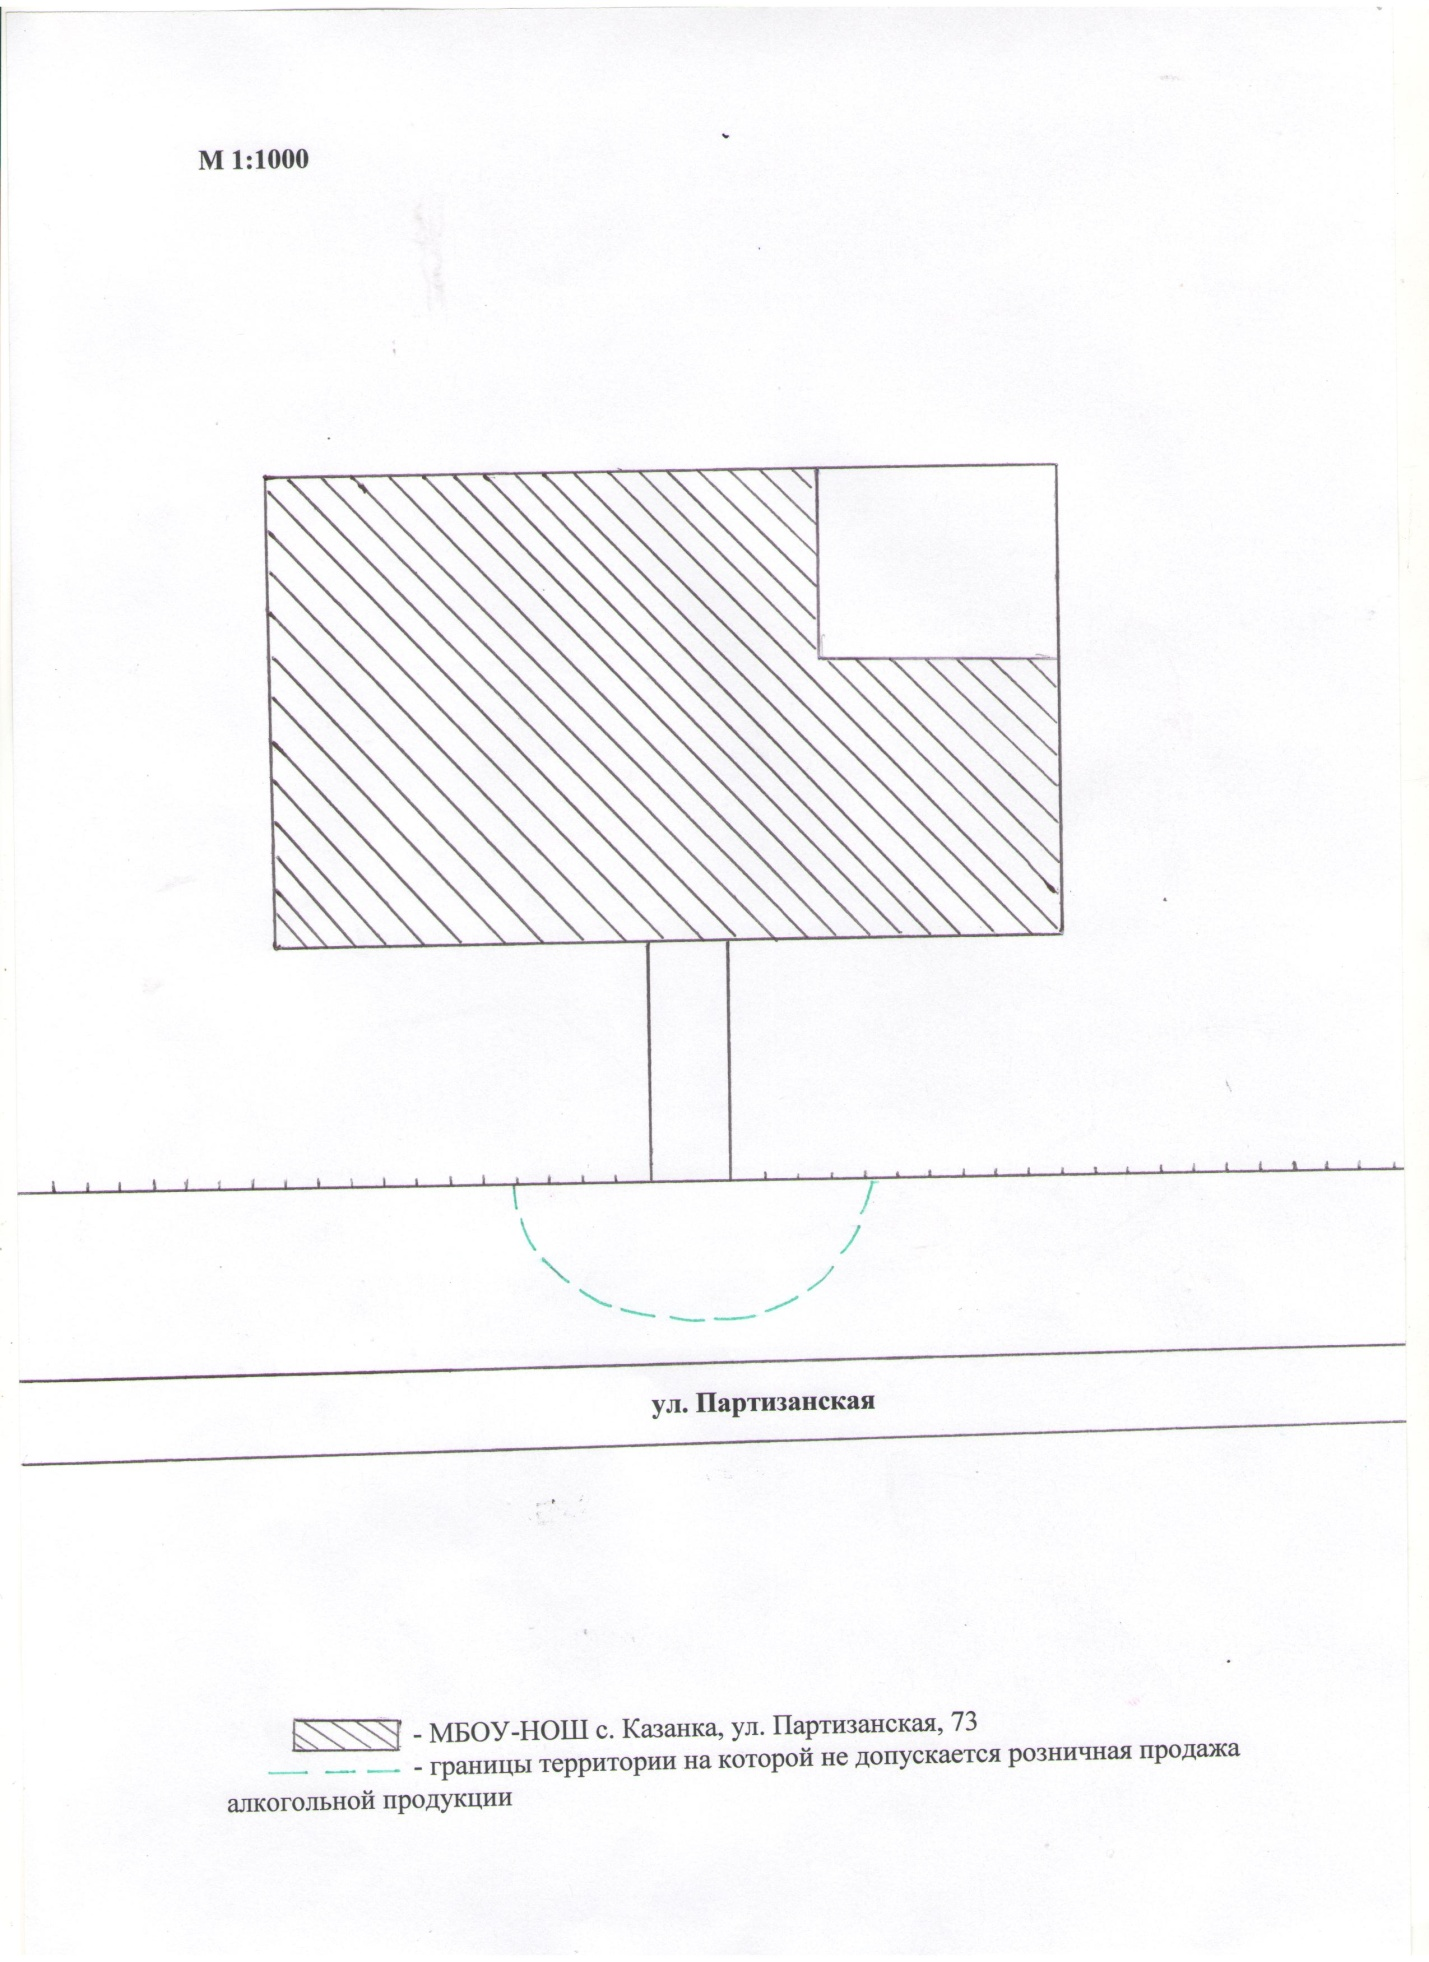 М 1:1000
ул. Партизанская
- МБОУ-НОШ с. Казанка, ул. Партизанская, 73
- границы территории на которой не допускается розничная продажа
алкогольной продукции